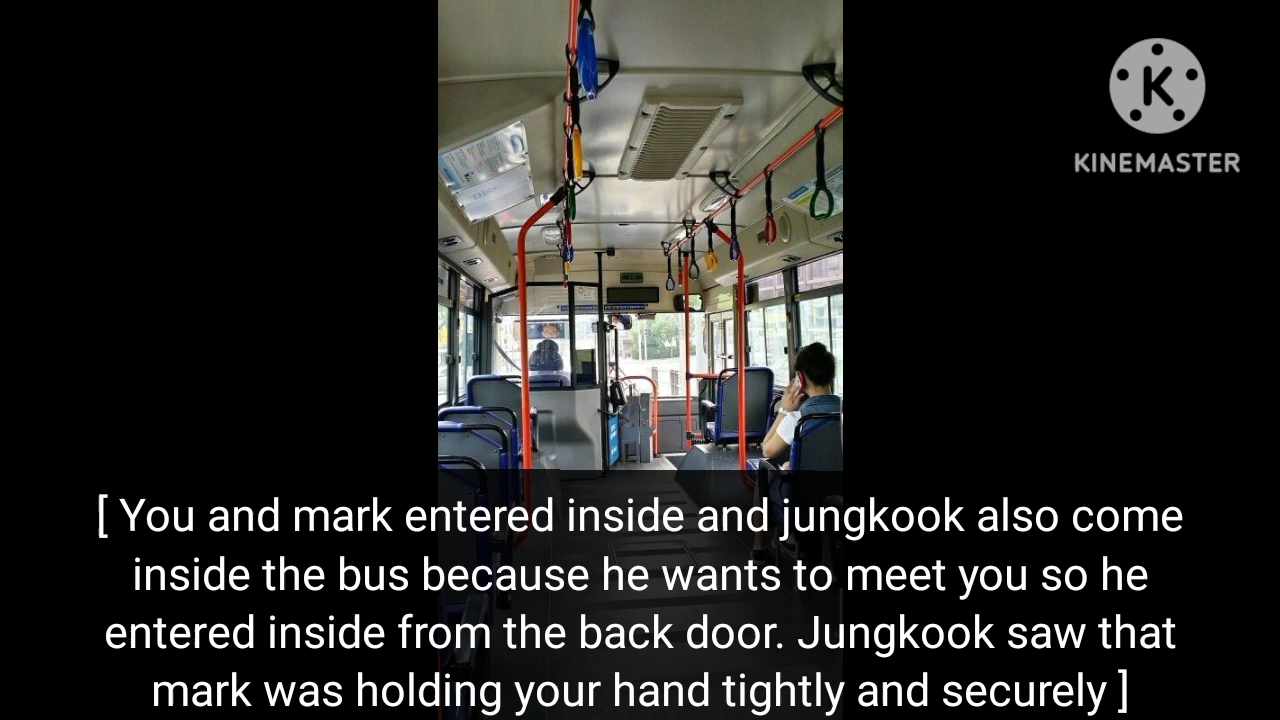 KINEMASTER
[ You and mark entered inside and jungkook also come
inside the bus because he wants to meet you so he
entered inside from the back door. Jungkook saw that
mark was holding your hand tightly and securely ]